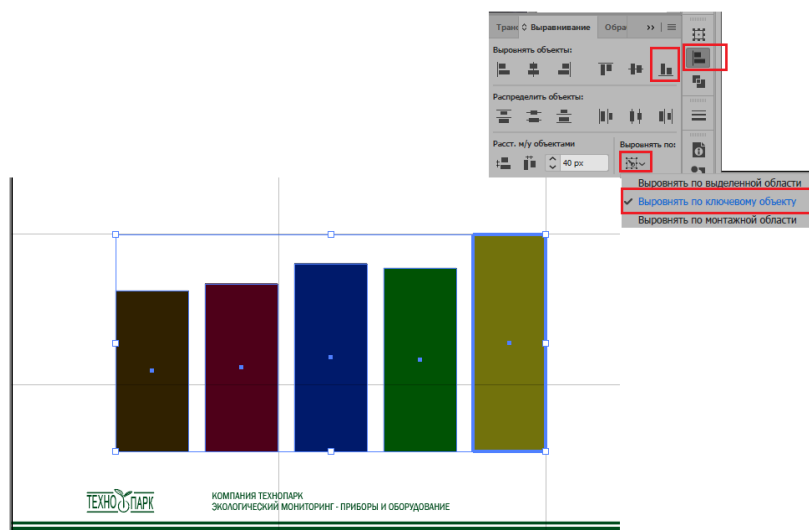 Транс
Выравнивание
Обра
Выровнять объекты:
Распределить объекты:
Расст. м/у объектами
Выровнять по:
40 px
Выровнять по выделенной области
Выровнять по ключевому объекту
Выровнять по монтажной области
ТЕХНОПАРК
КОМПАНИЯ ТЕХНОПАРК
ЭКОЛОГИЧЕСКИЙ МОНИТОРИНГ - ПРИБОРЫ И ОБОРУДОВАНИЕ